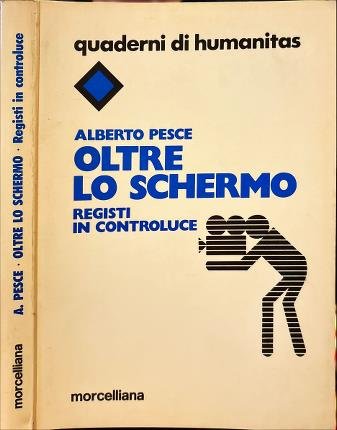 quaderni di humanitas
ALBERTO PESCE
OLTRE
LO SCHERMO
REGISTI
IN CONTROLUCE
morcelliana
A. PESCE · OLTRE LO SCHERMO · Registi in controluce
morcelliana